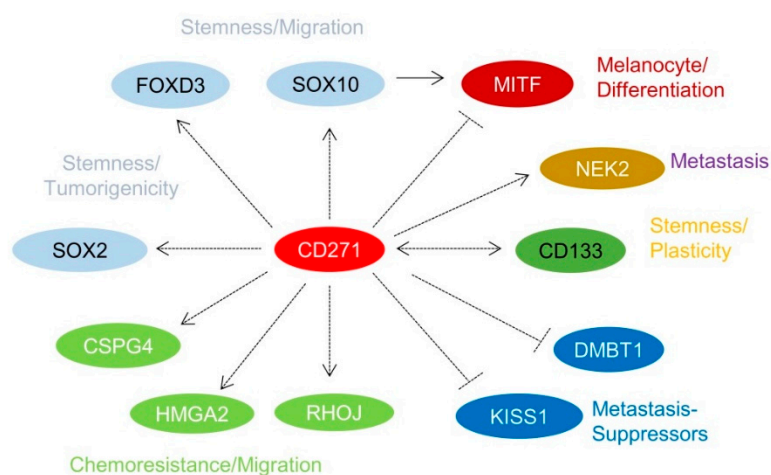 Stemness/Migration
FOXD3
SOX10
MITF
Melanocyte/
Differentiation
NEK2
Metastasis
Stemness/
Tumorigenicity
SOX2
CD271
CD133
Stemness/
Plasticity
CSPG4
DMBT1
HMGA2
RHOJ
KISS1
Metastasis-
Suppressors
Chemoresistance/Migration